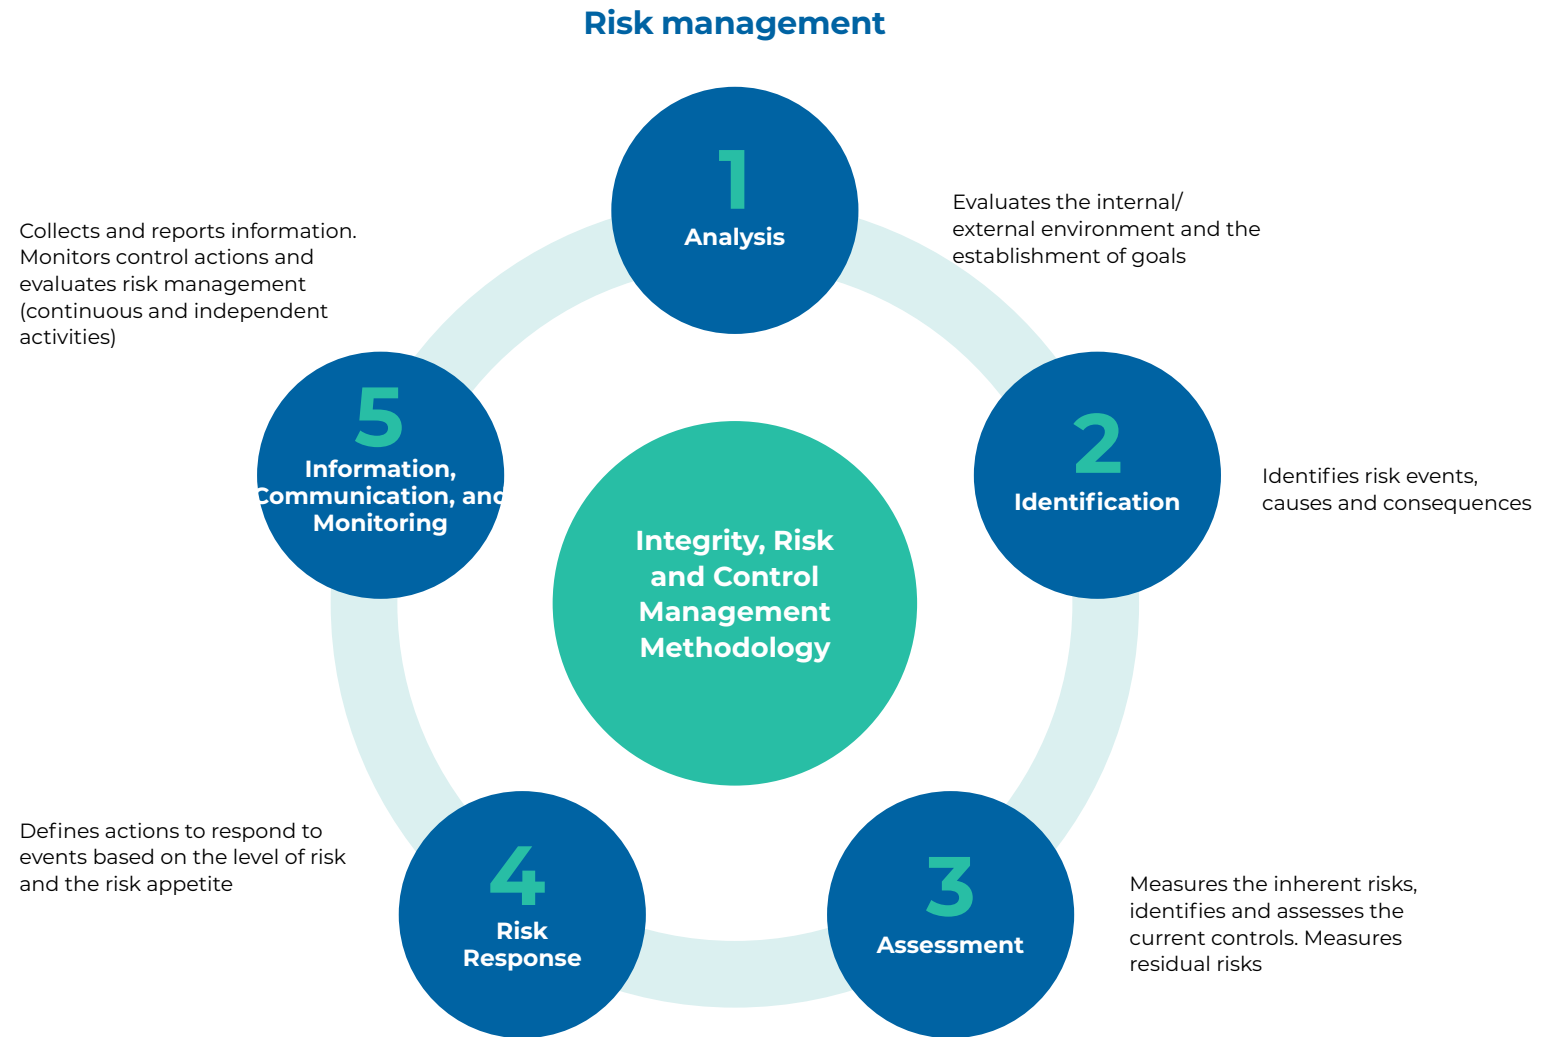 Risk management
1
Analysis
Evaluates the internal/
external environment and the
establishment of goals
2
Identification
Identifies risk events,
causes and consequences
3
Assessment
Measures the inherent risks,
identifies and assesses the
current controls. Measures
residual risks
4
Risk
Response
Defines actions to respond to
events based on the level of risk
and the risk appetite
5
Information,
Communication, and
Monitoring
Collects and reports information.
Monitors control actions and
evaluates risk management
(continuous and independent
activities)
Integrity, Risk
and Control
Management
Methodology